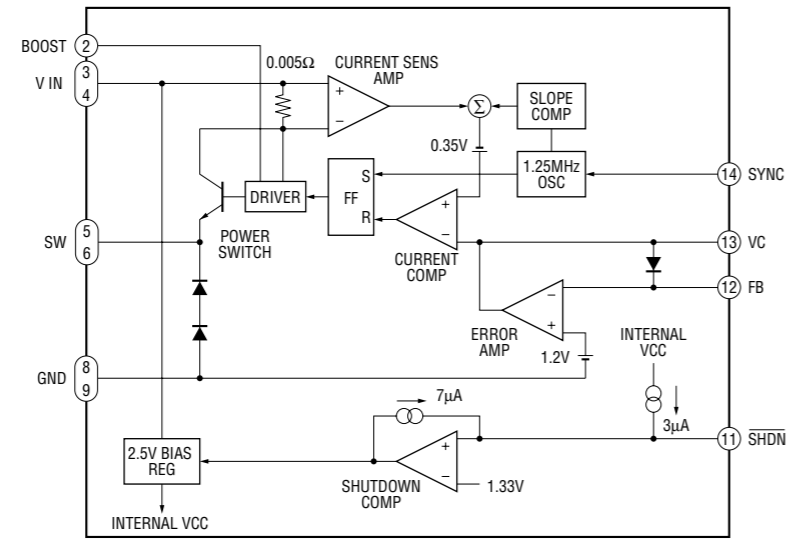 BOOST
2
V IN
3
4
0.005Ω
CURRENT SENS
AMP
+
−
Σ
SLOPE
COMP
0.35V
1.25MHz
OSC
14
SYNC
S
FF
R
DRIVER
+
−
CURRENT
COMP
POWER
SWITCH
SW
5
6
13
VC
12
FB
−
+
ERROR
AMP
1.2V
INTERNAL
VCC
GND
8
9
7µA
3µA
11
SHDN
2.5V BIAS
REG
+
−
1.33V
SHUTDOWN
COMP
INTERNAL VCC